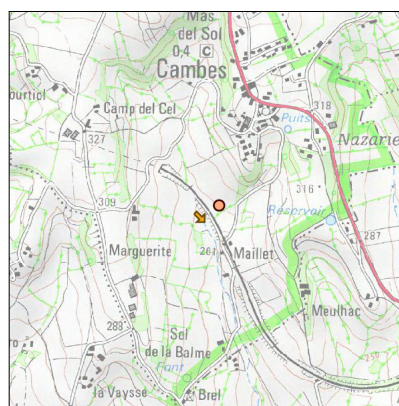 Mas
del Sol
0,4 C
Cambes
Camp del Cel
318
Puits
327
Nazarie
316
309
Réservoir
287
Marguerite
261
Maillet
Meulhac
283
Sol
de la Balme
Font
la Vaysse
Brel